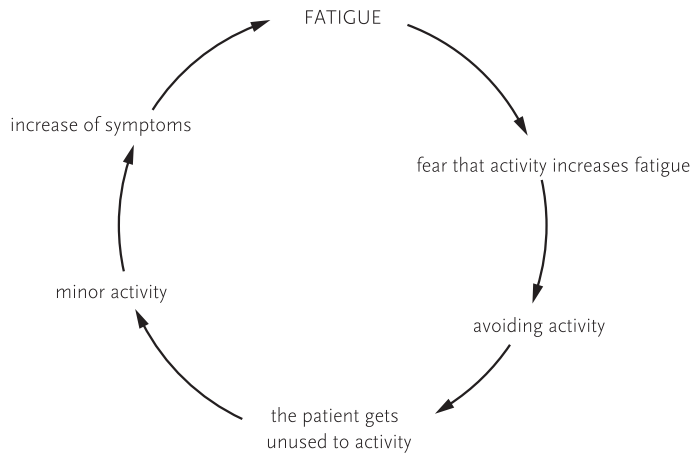 FATIGUE
fear that activity increases fatigue
avoiding activity
the patient gets
unused to activity
minor activity
increase of symptoms